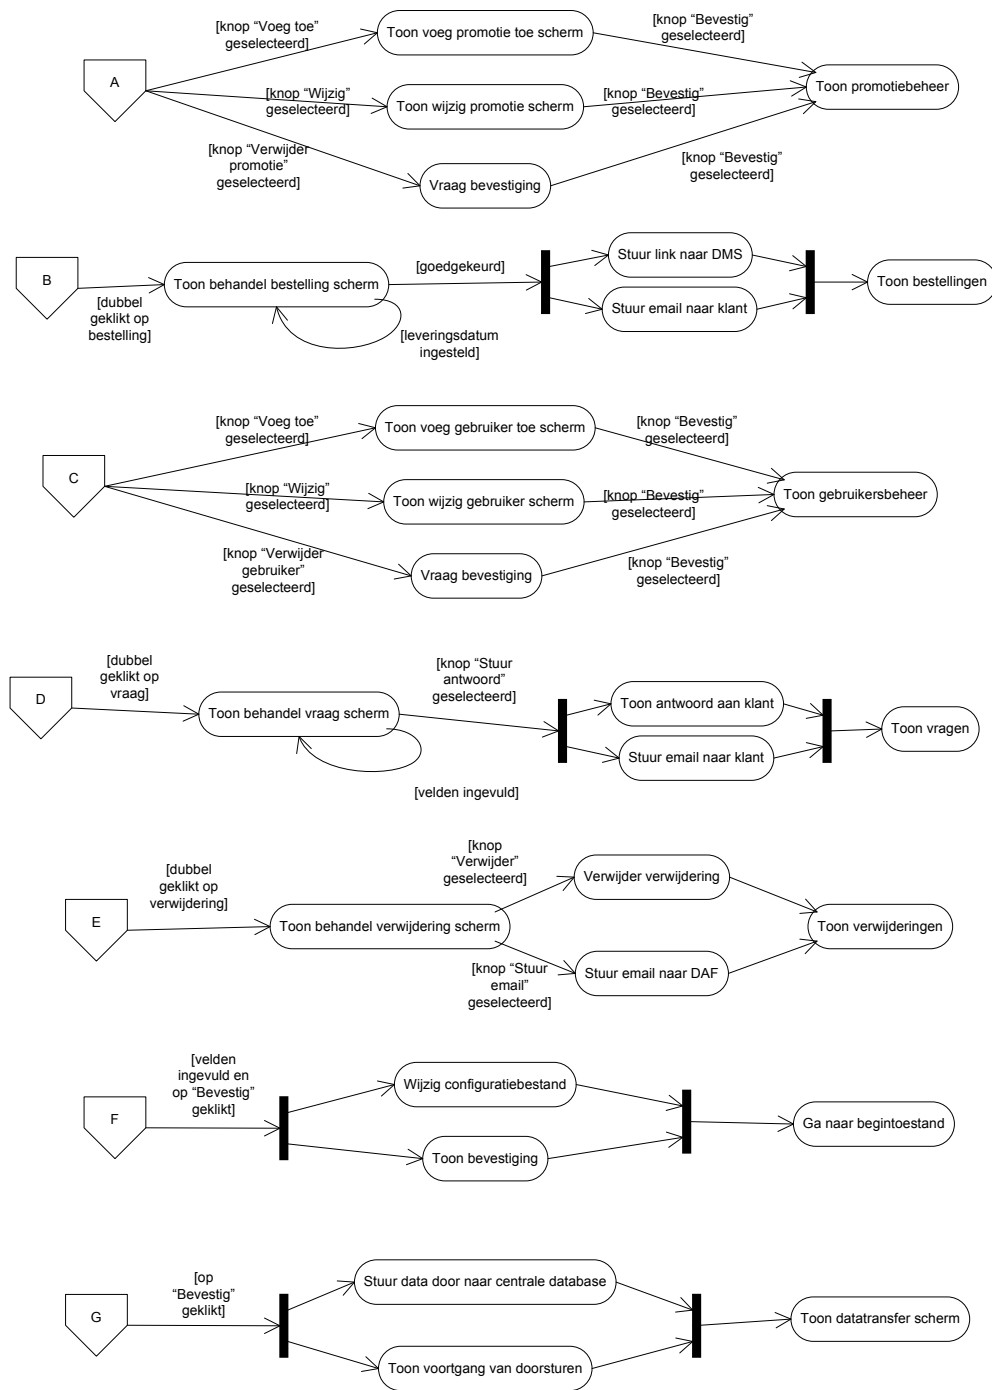 [knop “Voeg toe”
geselecteerd]
Toon voeg promotie toe scherm
[knop “Bevestig”
geselecteerd]
A
[knop “Wijzig”
geselecteerd]
Toon wijzig promotie scherm
[knop “Bevestig”
geselecteerd]
Toon promotiebeheer
[knop “Verwijder
promotie”
geselecteerd]
Vraag bevestiging
[knop “Bevestig”
geselecteerd]
B
[dubbel
geklikt op
bestelling]
Toon behandel bestelling scherm
[goedgekeurd]
[leveringsdatum
ingesteld]
Stuur link naar DMS
Stuur email naar klant
Toon bestellingen
[knop “Voeg toe”
geselecteerd]
Toon voeg gebruiker toe scherm
[knop “Bevestig”
geselecteerd]
C
[knop “Wijzig”
geselecteerd]
Toon wijzig gebruiker scherm
[knop “Bevestig”
geselecteerd]
Toon gebruikersbeheer
[knop “Verwijder
gebruiker”
geselecteerd]
Vraag bevestiging
[knop “Bevestig”
geselecteerd]
D
[dubbel
geklikt op
vraag]
Toon behandel vraag scherm
[knop “Stuur
antwoord”
geselecteerd]
[velden ingevuld]
Toon antwoord aan klant
Stuur email naar klant
Toon vragen
E
[dubbel
geklikt op
verwijdering]
Toon behandel verwijdering scherm
[knop
“Verwijder”
geselecteerd]
Verwijder verwijdering
[knop “Stuur
email”
geselecteerd]
Stuur email naar DAF
Toon verwijderingen
F
[velden
ingevuld en
op “Bevestig”
geklikt]
Wijzig configuratiebestand
Toon bevestiging
Ga naar begintoestand
G
[op
“Bevestig”
geklikt]
Stuur data door naar centrale database
Toon voortgang van doorsturen
Toon datatransfer scherm